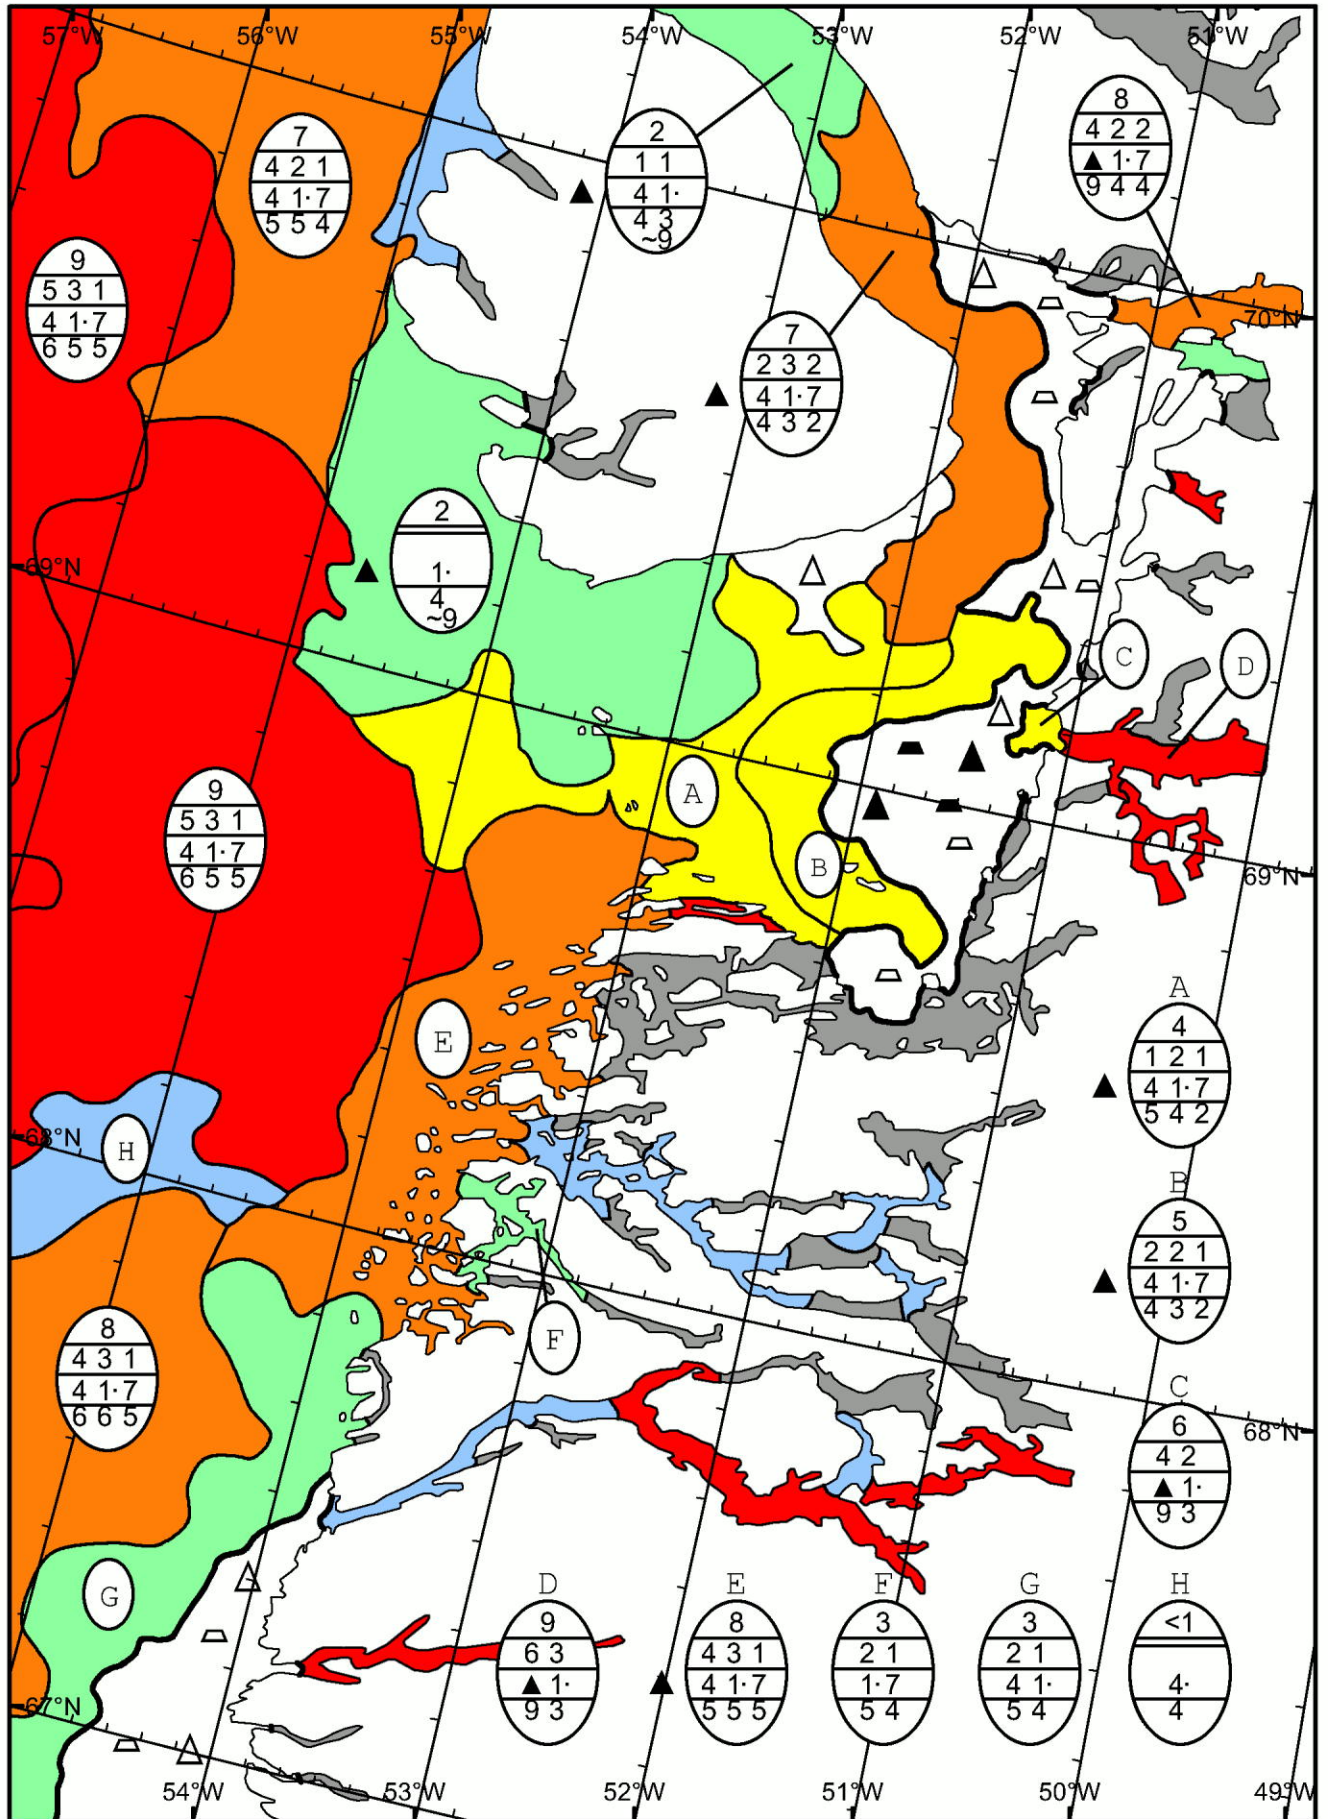 57°W
56°W
55°W
54°W
53°W
52°W
51°W
8
4 2 2
▲ 1· 7
9 4 4
2
1 1
4 1·
4 3
~9
7
4 2 1
4 1· 7
5 5 4
9
5 3 1
4 1· 7
6 5 5
70°N
7
2 3 2
4 1· 7
4 3 2
2
1·
4
~9
69°N
C
D
A
9
5 3 1
4 1· 7
6 5 5
B
69°N
E
A
4
1 2 1
4 1· 7
5 4 2
68°N
H
B
5
2 2 1
4 1· 7
4 3 2
F
8
4 3 1
4 1· 7
6 6 5
C
6
4 2
▲ 1·
9 3
68°N
G
D
9
6 3
▲ 1·
9 3
E
8
4 3 1
4 1· 7
5 5 5
F
3
2 1
1· 7
5 4
G
3
2 1
4 1·
5 4
H
<1
4·
4
67°N
54°W
53°W
52°W
51°W
50°W
49°W